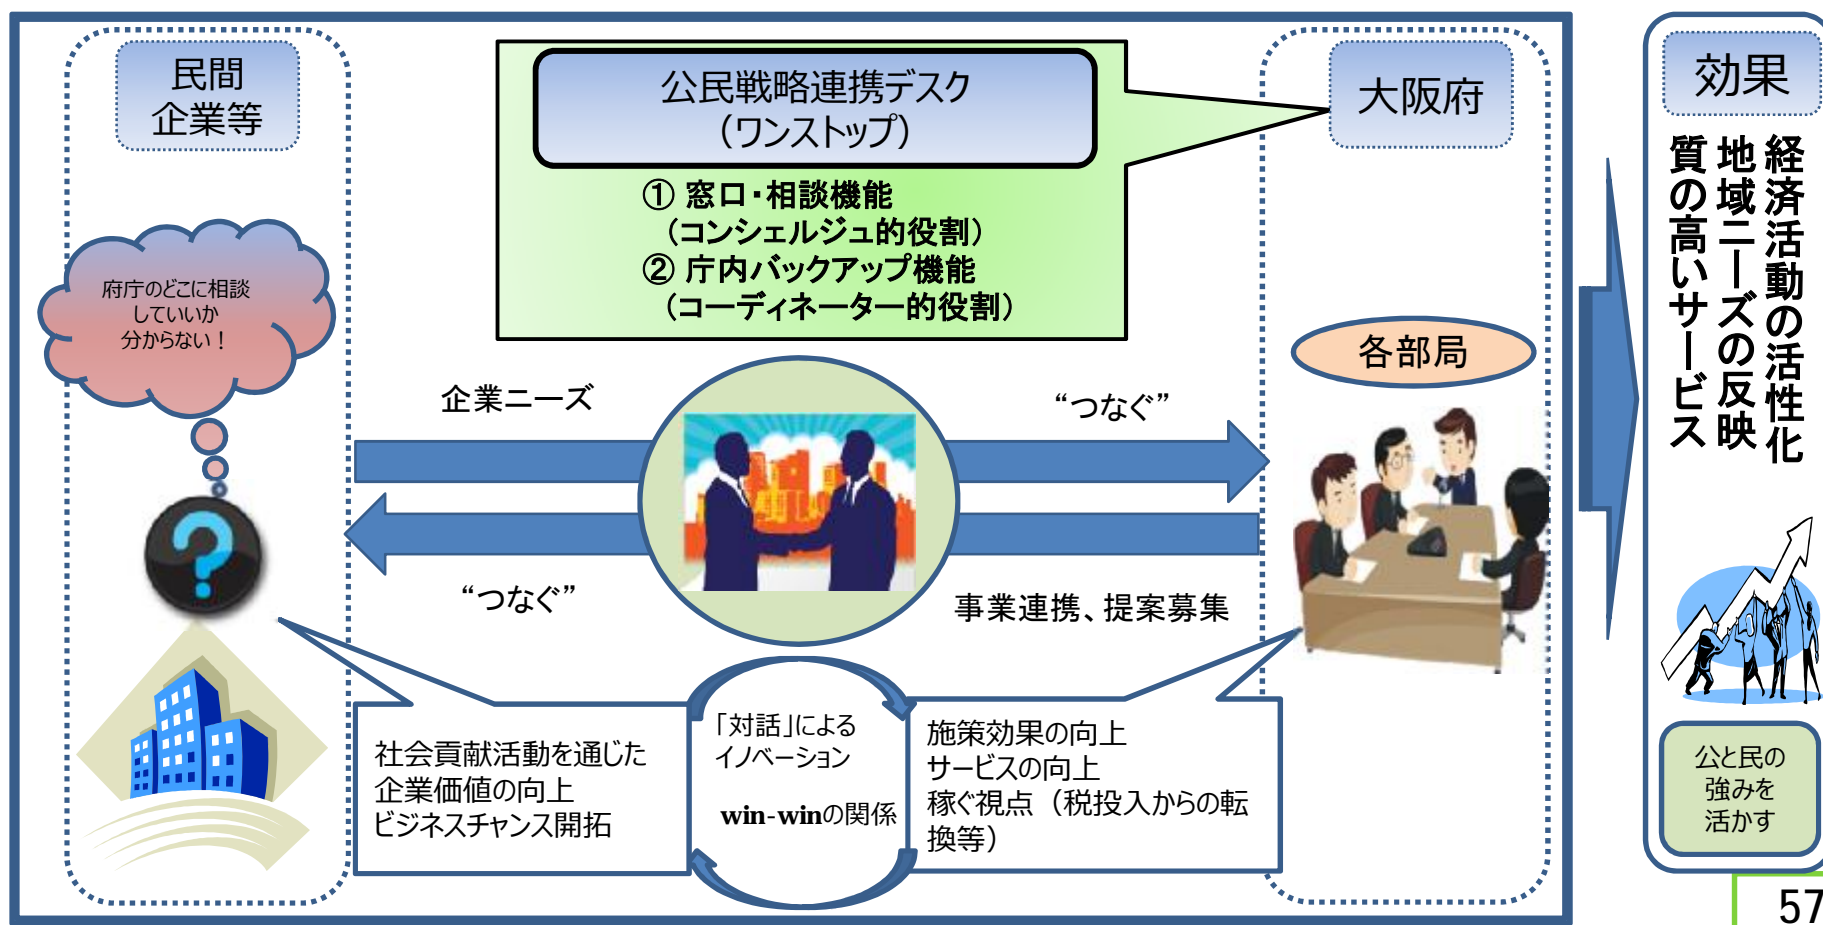 民間
企業等
公民戦略連携デスク
（ワンストップ）
① 窓口・相談機能
（コンシェルジュ的役割）
② 庁内バックアップ機能
（コーディネーター的役割）
大阪府
府庁のどこに相談
していいか
分からない！
企業ニーズ
“つなぐ”
各部局
“つなぐ”
事業連携、提案募集
社会貢献活動を通じた
企業価値の向上
ビジネスチャンス開拓
「対話」による
イノベーション
win-winの関係
施策効果の向上
サービスの向上
稼ぐ視点（税投入からの転
換等）
効果
経済活動の活性化
地域ニーズの反映
質の高いサービス
公と民の
強みを
活かす
57